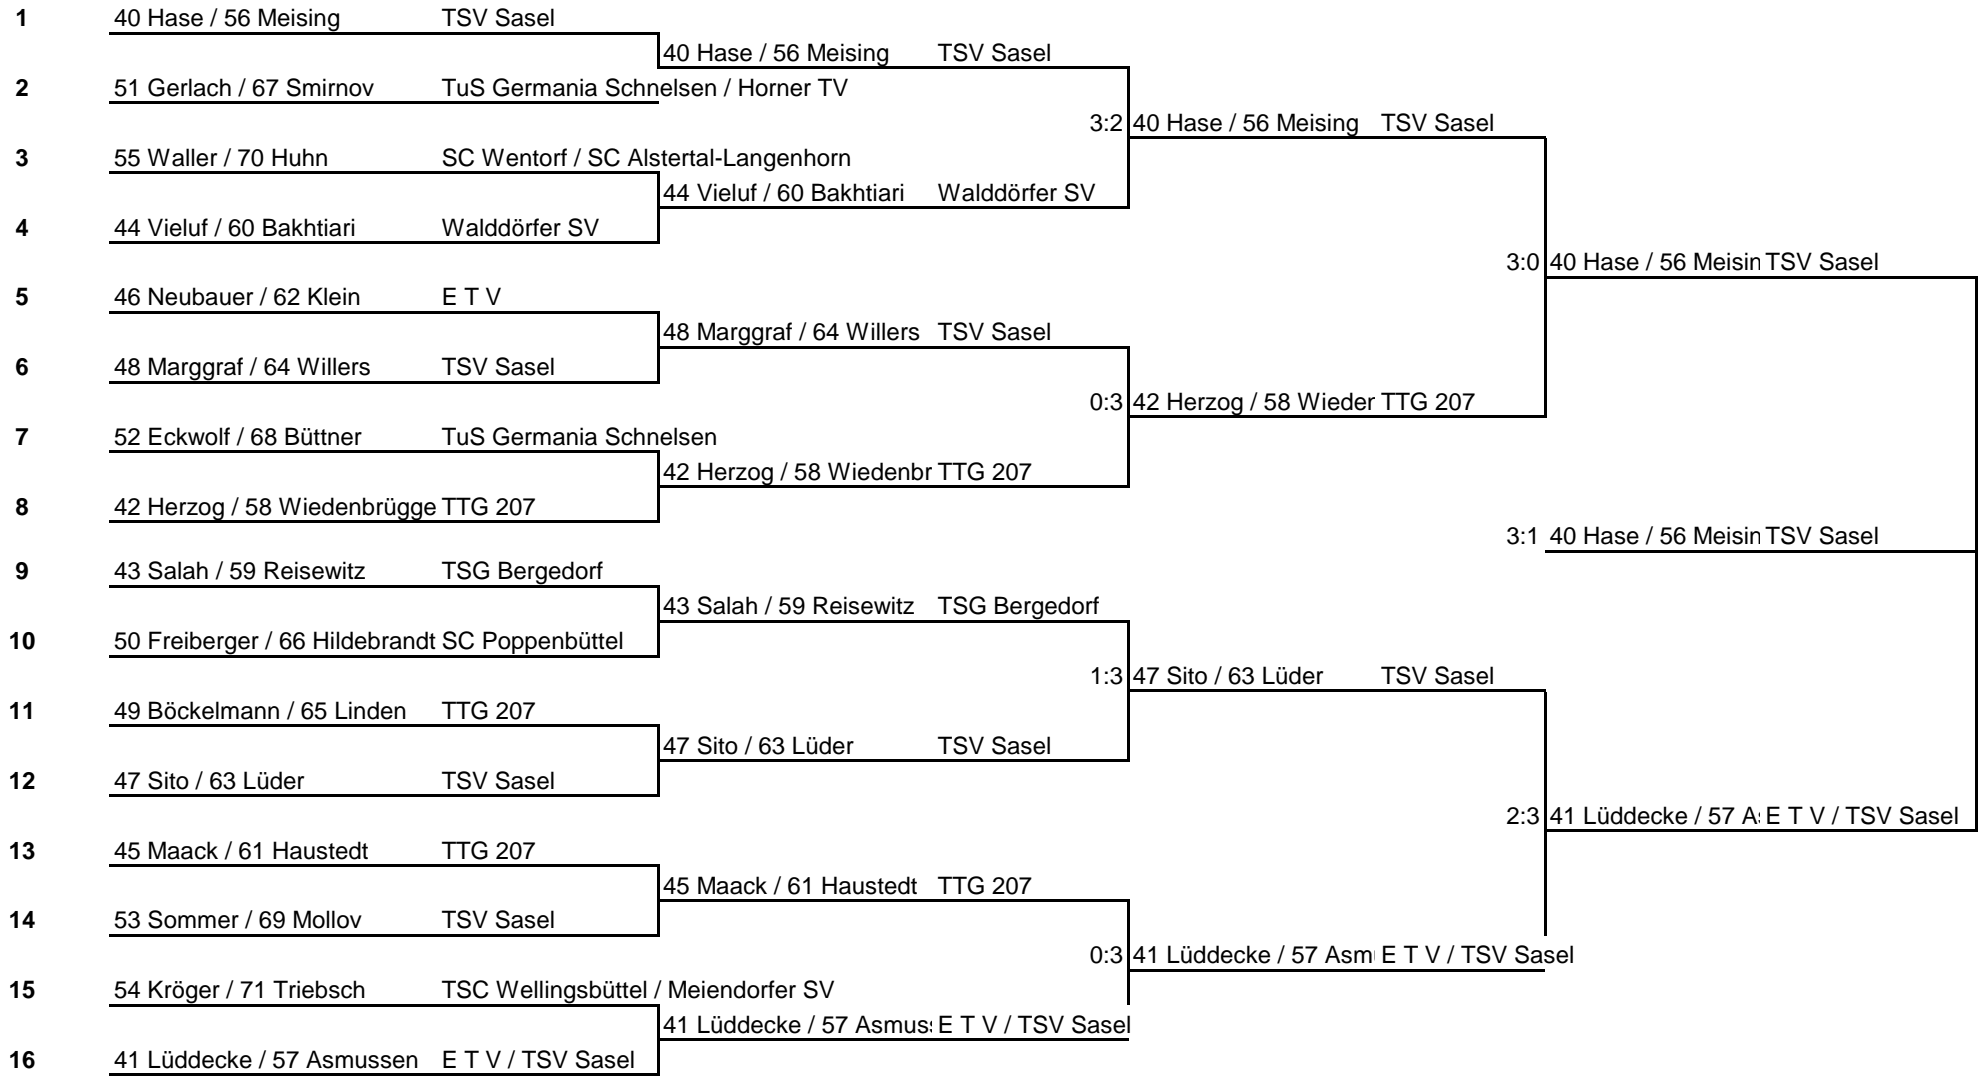 1 40 Hase / 56 Meising TSV Sasel
40 Hase / 56 Meising TSV Sasel
2 51 Gerlach / 67 Smirnov TuS Germania Schnelsen / Horner TV
3:2 40 Hase / 56 Meising TSV Sasel
3 55 Waller / 70 Huhn SC Wentorf / SC Alstertal-Langenhorn
44 Vieluf / 60 Bakhtiari Walddörfer SV
4 44 Vieluf / 60 Bakhtiari Walddörfer SV
3:0 40 Hase / 56 Meisin TSV Sasel
5 46 Neubauer / 62 Klein E T V
48 Marggraf / 64 Willers TSV Sasel
6 48 Marggraf / 64 Willers TSV Sasel
0:3 42 Herzog / 58 Wieder TTG 207
7 52 Eckwolf / 68 Büttner TuS Germania Schnelsen
42 Herzog / 58 Wiedenbr TTG 207
8 42 Herzog / 58 Wiedenbrügge TTG 207
3:1 40 Hase / 56 Meisin TSV Sasel
9 43 Salah / 59 Reisewitz TSG Bergedorf
43 Salah / 59 Reisewitz TSG Bergedorf
10 50 Freiberger / 66 Hildebrandt SC Poppenbüttel
1:3 47 Sito / 63 Lüder TSV Sasel
11 49 Böckelmann / 65 Linden TTG 207
47 Sito / 63 Lüder TSV Sasel
12 47 Sito / 63 Lüder TSV Sasel
2:3 41 Lüddecke / 57 A E T V / TSV Sasel
13 45 Maack / 61 Haustedt TTG 207
45 Maack / 61 Haustedt TTG 207
14 53 Sommer / 69 Mollov TSV Sasel
0:3 41 Lüddecke / 57 Asm E T V / TSV Sasel
15 54 Kröger / 71 Triebsch TSC Wellingsbüttel / Meiendorfer SV
41 Lüddecke / 57 Asmus E T V / TSV Sasel
16 41 Lüddecke / 57 Asmussen E T V / TSV Sasel